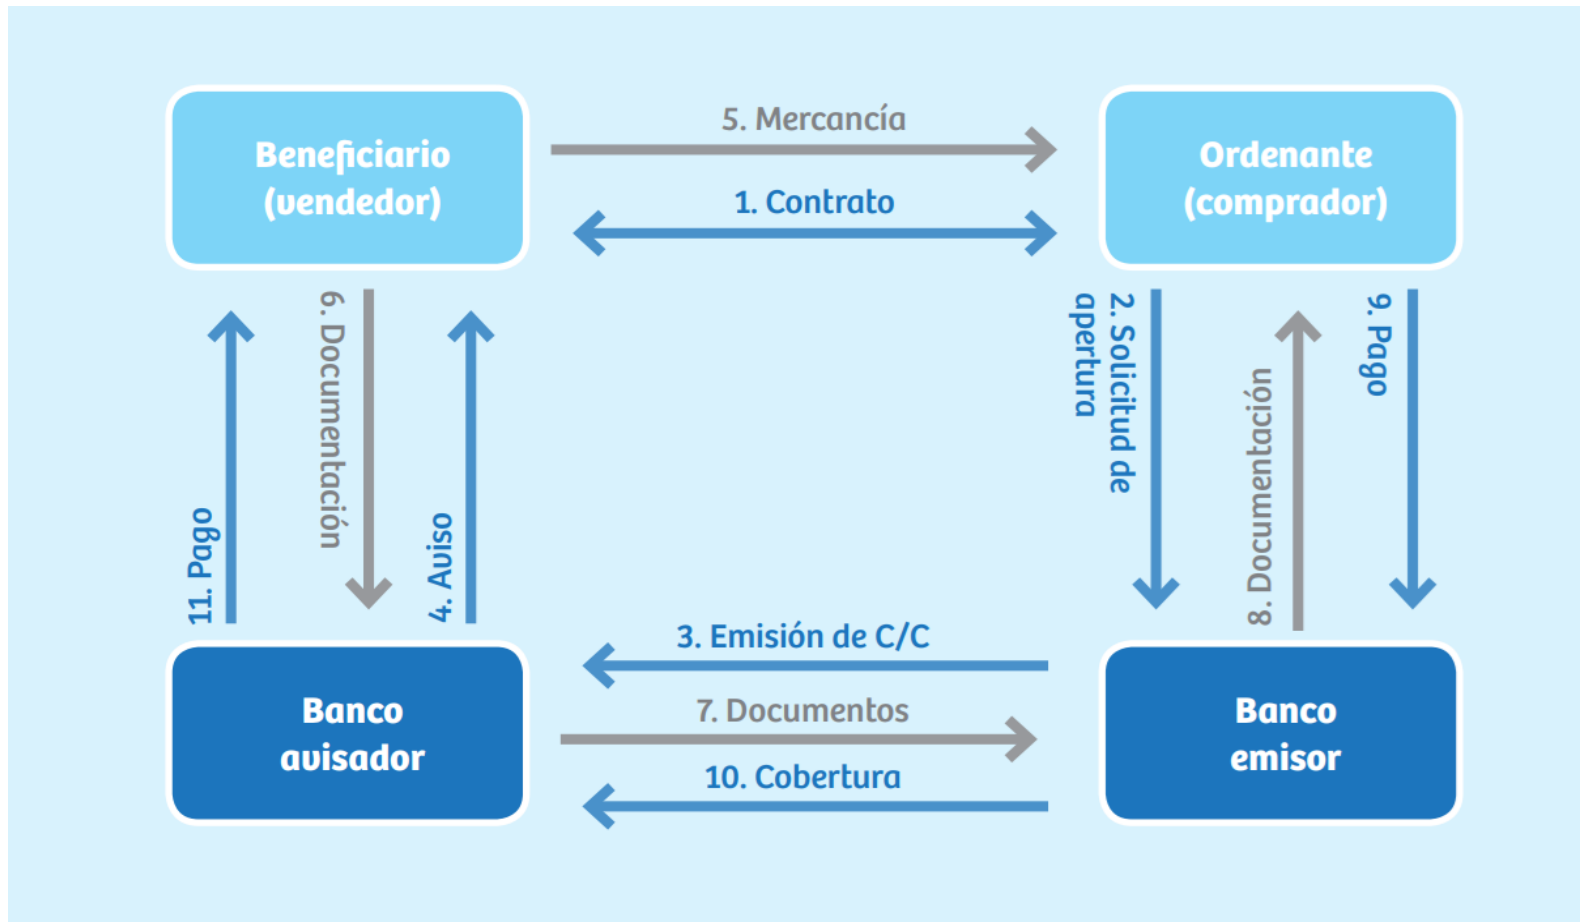 5. Mercancía
Beneficiario
(vendedor)
Ordenante
(comprador)
1. Contrato
11. Pago
6. Documentación
4. Aviso
2. Solicitud de
apertura
8. Documentación
9. Pago
3. Emisión de C/C
7. Documentos
10. Cobertura
Banco
avisador
Banco
emisor